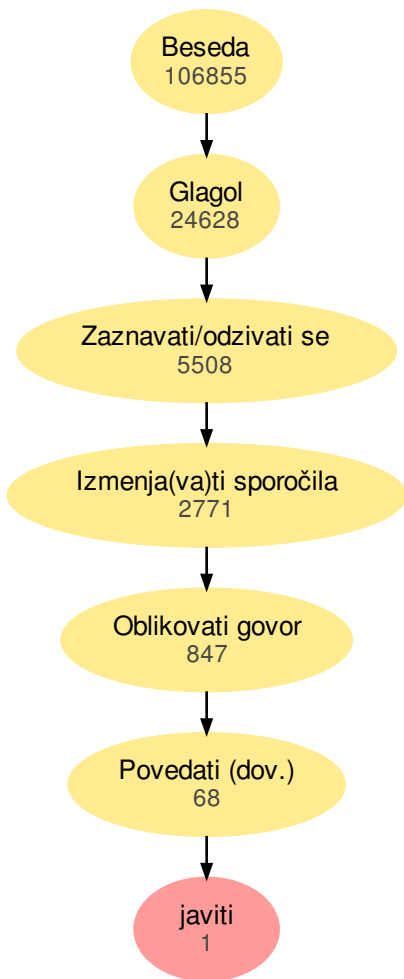 Beseda
106855
Glagol
24628
Zaznavati/odzivati se
5508
Izmenja(va)ti sporočila
2771
Oblikovati govor
847
Povedati (dov.)
68
javiti
1